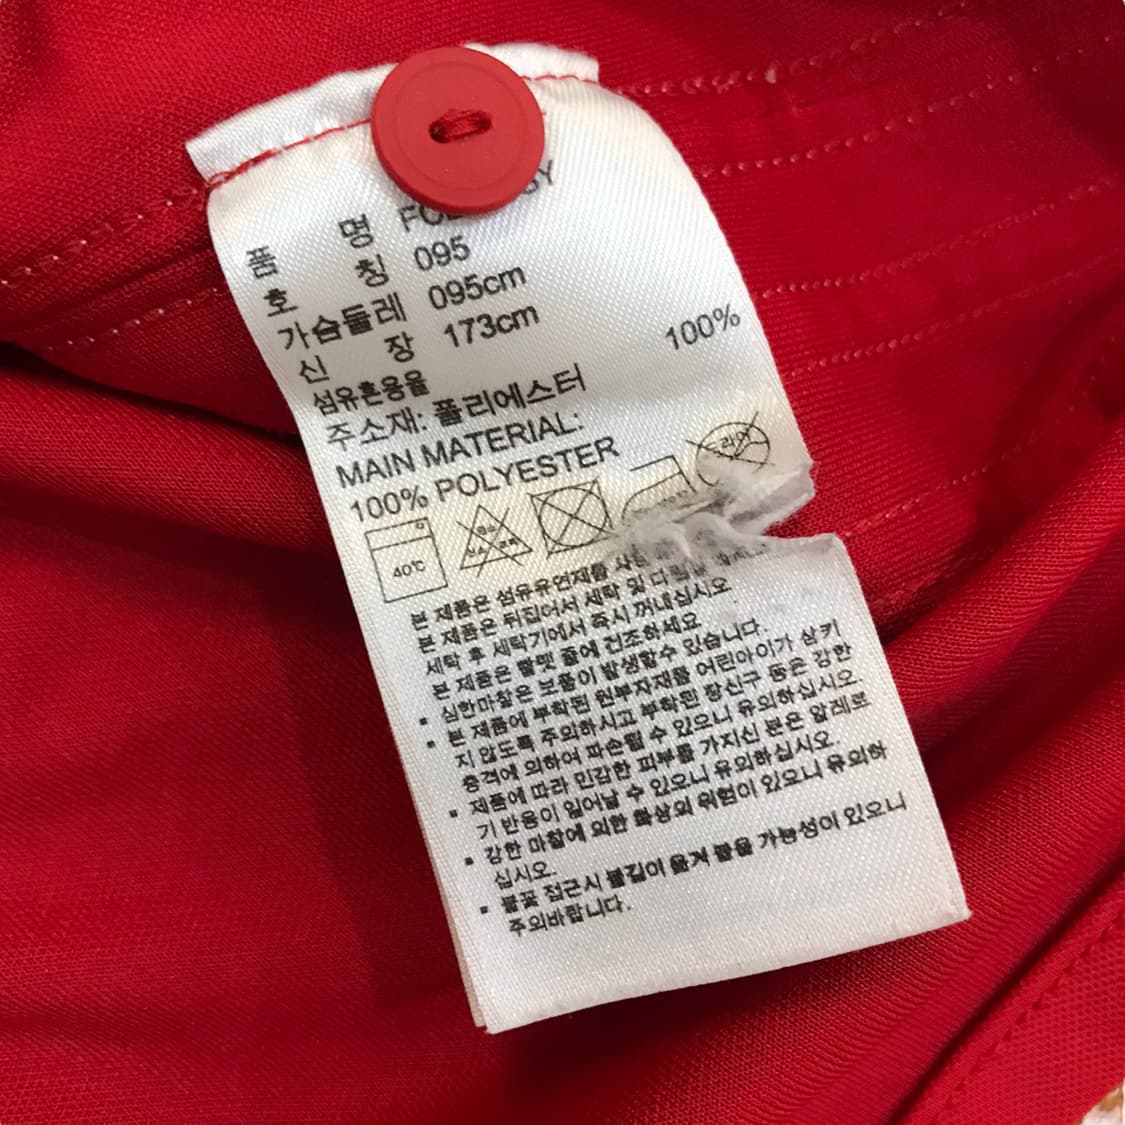 품 명
호 칭 095
가슴둘레 095cm
신 장 173cm
섬유혼용율
주소재: 폴리에스터 100%
MAIN MATERIAL:
100% POLYESTER
40℃
본 제품은 섬유유연제를
본 제품은 뒤집어서 세탁 및
세탁 후 세탁기에서 즉시 꺼내십시오
본 제품은 땡볕 줄에 건조하세요
▪ 심한마찰은 보풀이 발생할수 있습니다.
▪ 본 제품에 부착된 원부자재를 어린아이가 삼키
지 않도록 주의하시고 부착된 장신구 등은 강한
충격에 의하여 파손될 수 있으니 유의하십시오.
▪ 제품에 따라 민감한 피부를 가지신 분은 알레르
기 반응이 일어날 수 있으니 유의하십시오.
▪ 강한 마찰에 의한 화상의 위험이 있으니 유의하
십시오.
▪ 불꽃 접근시 불길이 옮겨 붙을 가능성이 있으니
주의바랍니다.